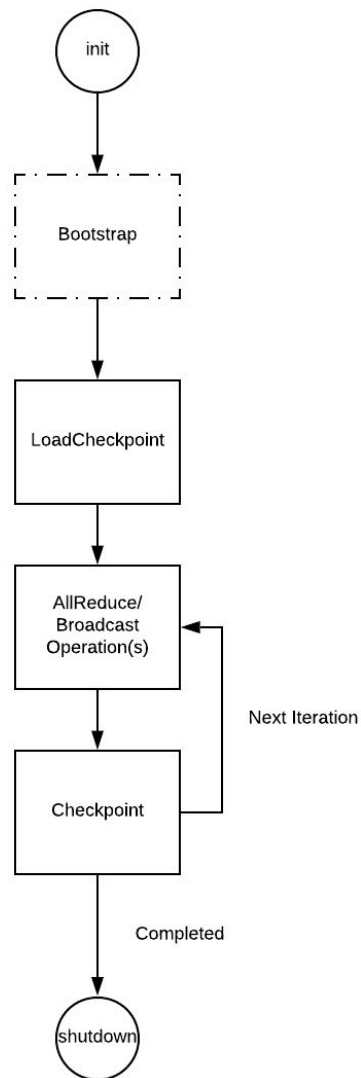 init
Bootstrap
LoadCheckpoint
AllReduce/
Broadcast
Operation(s)
Next Iteration
Checkpoint
Completed
shutdown